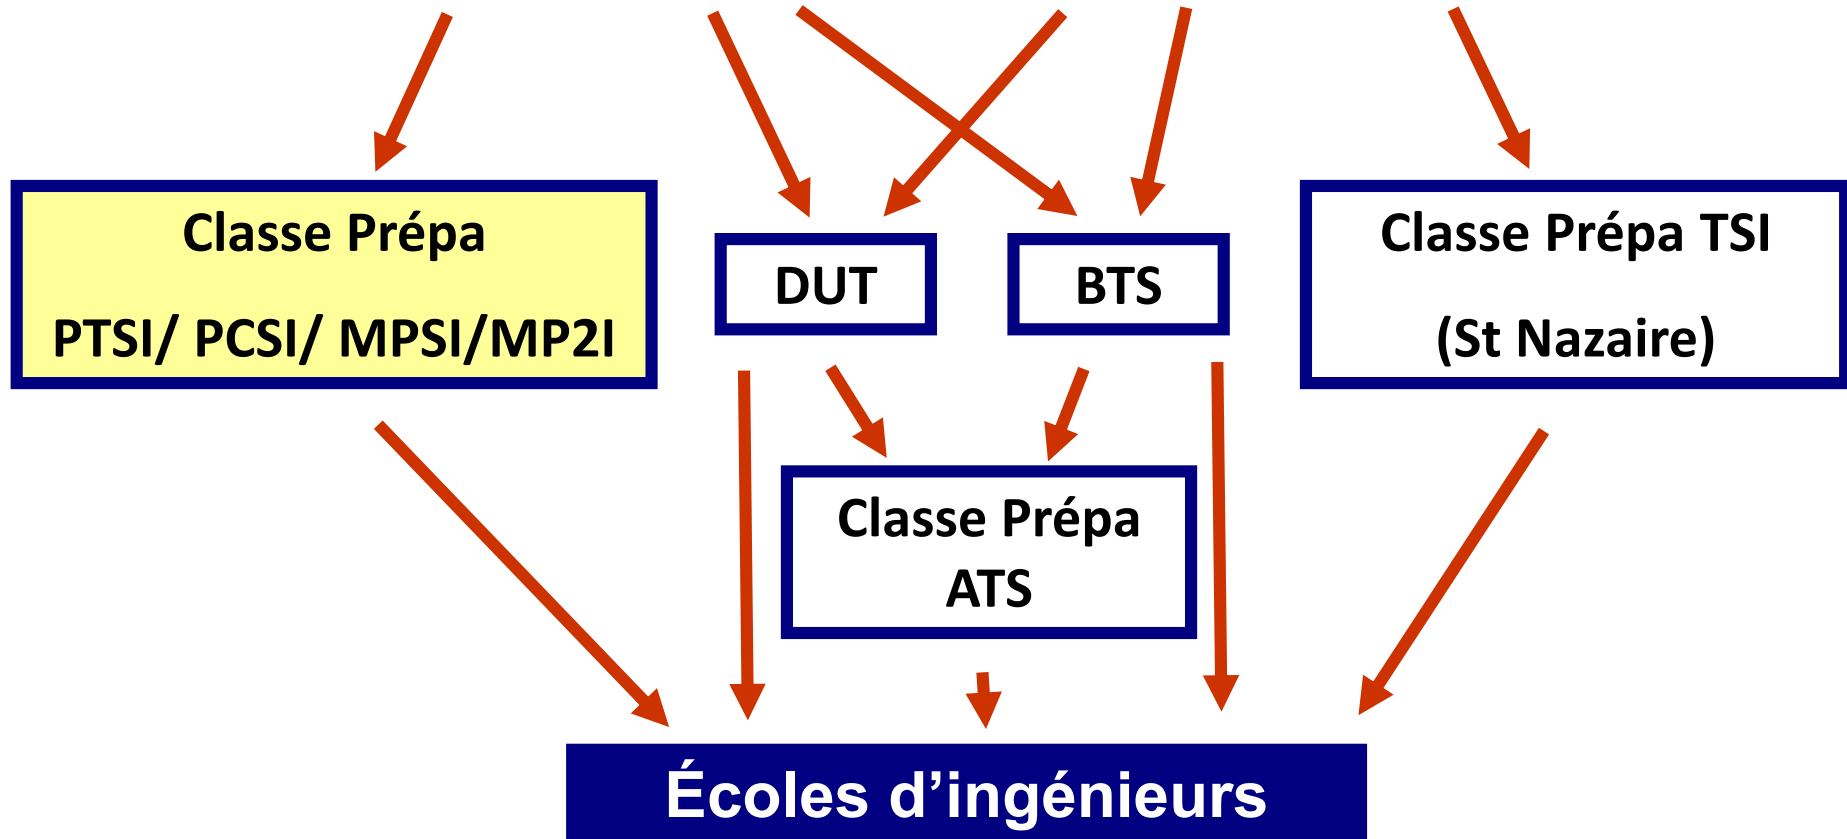 Classe Prépa
PTSI/ PCSI/ MPSI/MP2I
DUT
BTS
Classe Prépa TSI
(St Nazaire)
Classe Prépa
ATS
Écoles d’ingénieurs